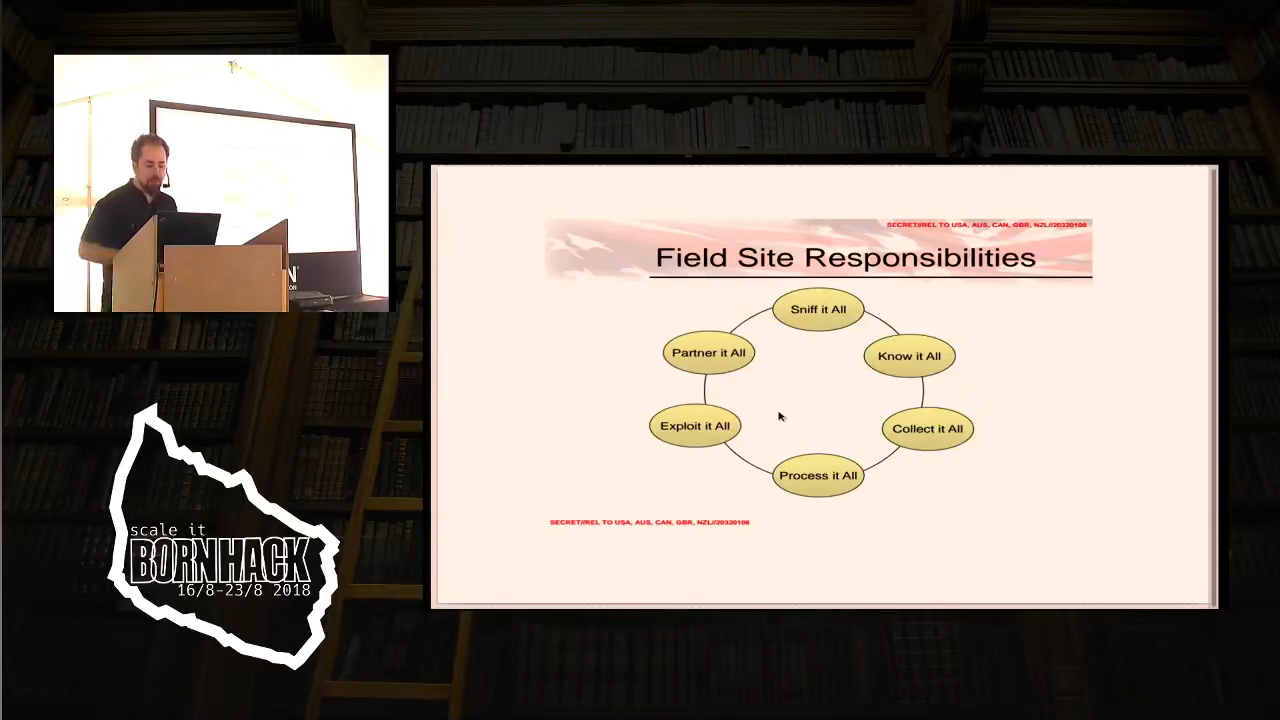 SECRET//REL TO USA, AUS, CAN, GBR, NZL//20320108
Field Site Responsibilities
Sniff it All
Partner it All
Know it All
Exploit it All
Collect it All
Process it All
SECRET//REL TO USA, AUS, CAN, GBR, NZL//20320108
scale it
BORNHACK
16/8-23/8 2018